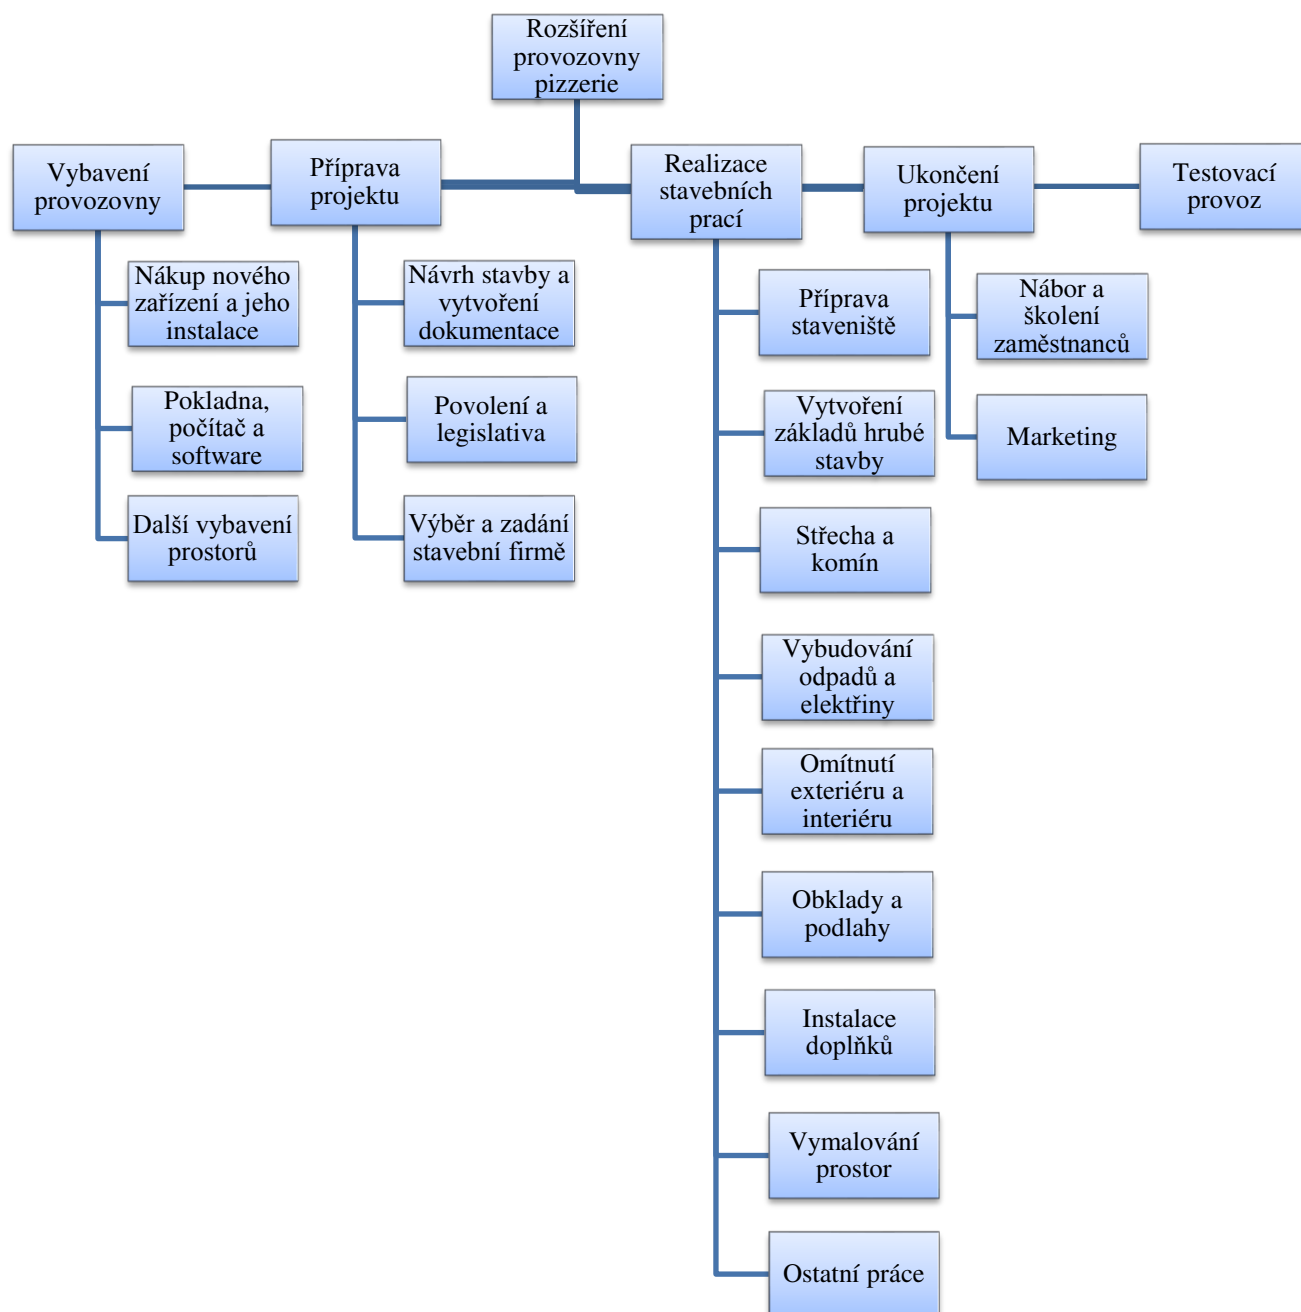 Rozšíření
provozovny
pizzerie
Vybavení
provozovny
Nákup nového
zařízení a jeho
instalace
Pokladna,
počítač a
software
Další vybavení
prostorů
Příprava
projektu
Návrh stavby a
vytvoření
dokumentace
Povolení a
legislativa
Výběr a zadání
stavební firmě
Realizace
stavebních
prací
Příprava
staveniště
Vytvoření
základů hrubé
stavby
Střecha a
komín
Vybudování
odpadů a
elektřiny
Omítnutí
exteriéru a
interiéru
Obklady a
podlahy
Instalace
doplňků
Vymalování
prostor
Ostatní práce
Ukončení
projektu
Nábor a
školení
zaměstnanců
Marketing
Testovací
provoz